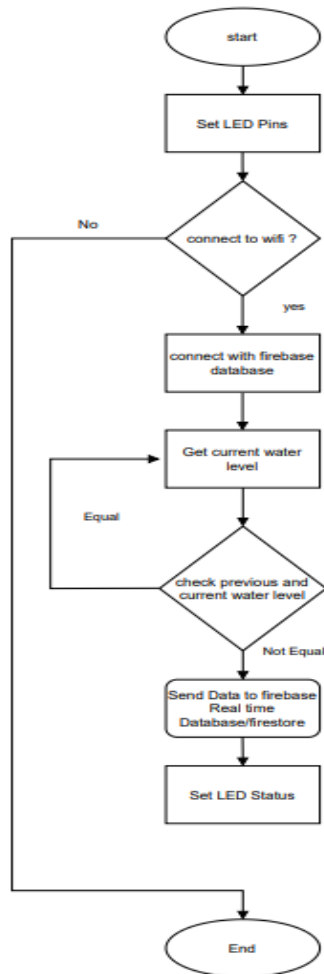 start
Set LED Pins
No
connect to wifi ?
yes
connect with firebase
database
Get current water
level
Equal
check previous and
current water level
Not Equal
Send Data to firebase
Real time
Database/firestore
Set LED Status
End